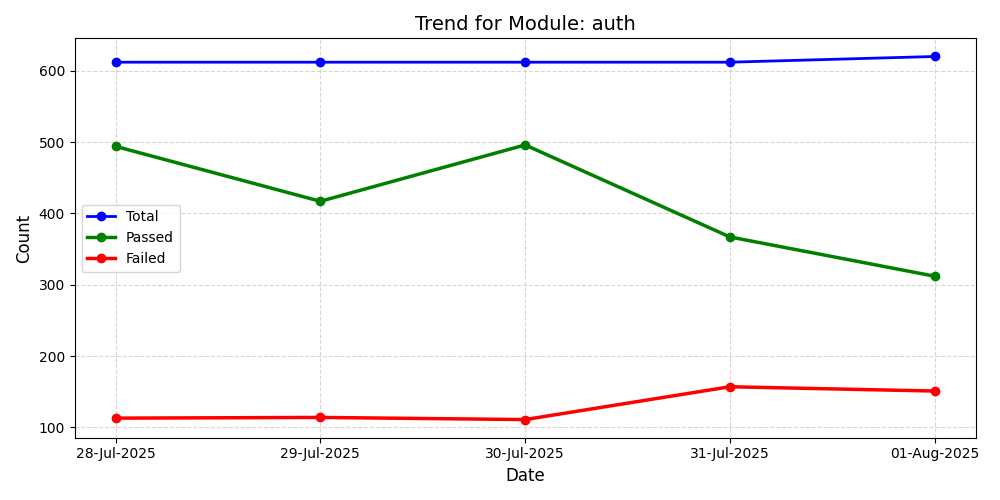 Trend for Module: auth
600
500
400
300
200
100
Count
Total
Passed
Failed
28-Jul-2025
29-Jul-2025
30-Jul-2025
31-Jul-2025
01-Aug-2025
Date